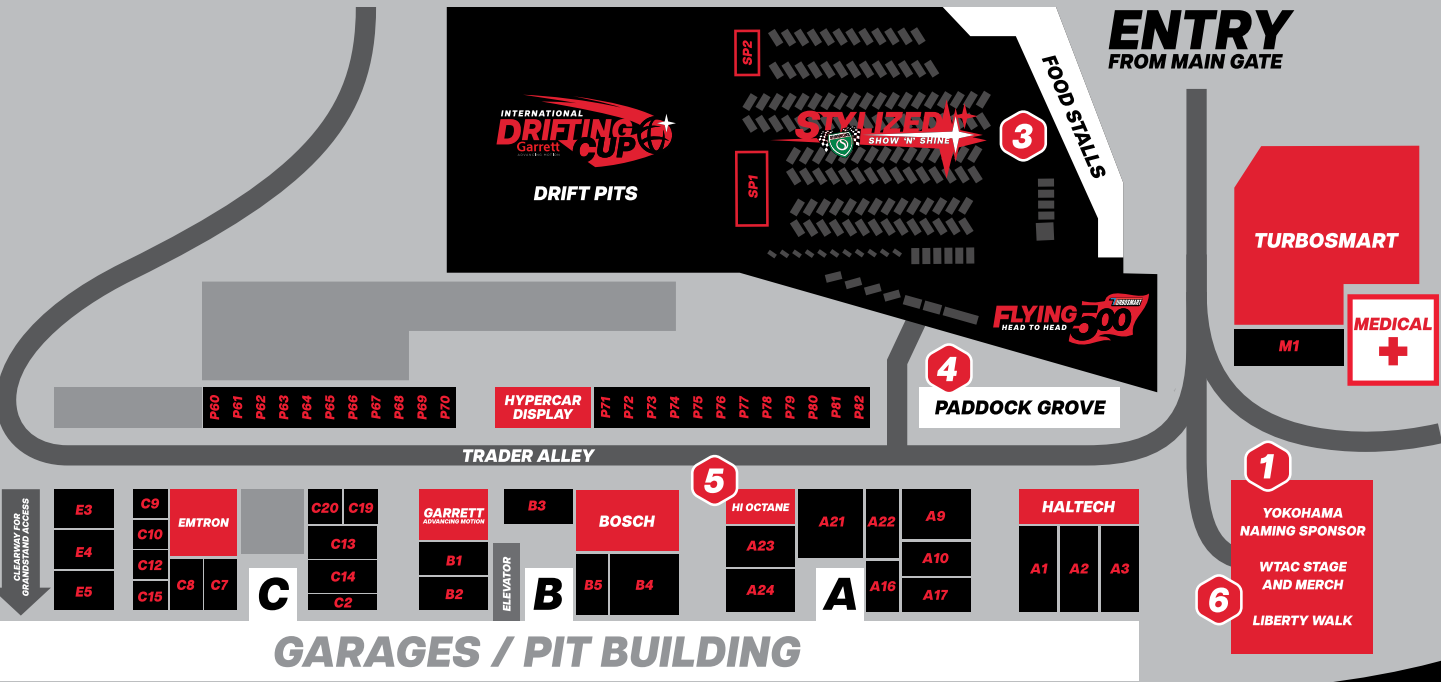 ENTRY
FROM MAIN GATE
FOOD STALLS
SP2
INTERNATIONAL
DRIFTING
CUP
Garrett
ADVANCING MOTION
DRIFT PITS
STYLIZED
SHOW 'N' SHINE
3
SP1
TURBOSMART
FLYING
500
HEAD TO HEAD
TURBOSMART
MEDICAL
M1
4
PADDOCK GROVE
P60
P61
P62
P63
P64
P65
P66
P67
P68
P69
P70
HYPERCAR
DISPLAY
P71
P72
P73
P74
P75
P76
P77
P78
P79
P80
P81
P82
TRADER ALLEY
5
1
CLEARWAY FOR
GRANDSTAND ACCESS
E3
E4
E5
C9
C10
C12
C15
EMTRON
C8
C7
C
C20
C19
C13
C14
C2
GARRETT
ADVANCING MOTION
B1
B2
ELEVATOR
B3
B
BOSCH
B5
B4
HI OCTANE
A23
A24
A21
A
A22
A16
A9
A10
A17
HALTECH
A1
A2
A3
YOKOHAMA
NAMING SPONSOR
WTAC STAGE
AND MERCH
6
LIBERTY WALK
GARAGES / PIT BUILDING